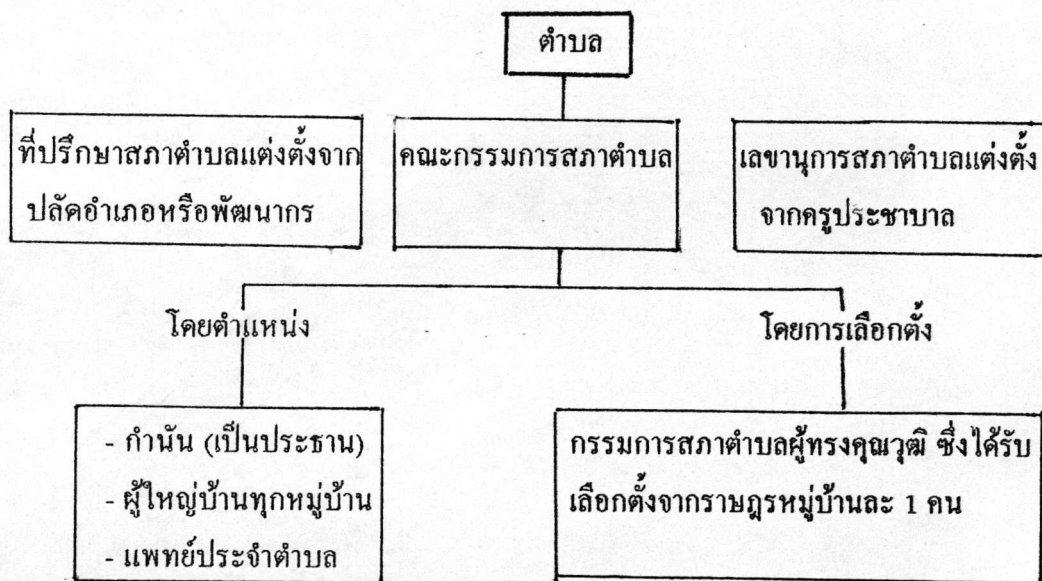 ตำบล
ที่ปรึกษาสภาตำบลแต่งตั้งจาก
ปลัดอำเภอหรือพัฒนากร
คณะกรรมการสภาตำบล
เลขานุการสภาตำบลแต่งตั้ง
จากครูประชาบาล
โดยตำแหน่ง
โดยการเลือกตั้ง
- กำนัน (เป็นประธาน)
- ผู้ใหญ่บ้านทุกหมู่บ้าน
- แพทย์ประจำตำบล
กรรมการสภาตำบลผู้ทรงคุณวุฒิ ซึ่งได้รับ
เลือกตั้งจากราษฎรหมู่บ้านละ 1 คน